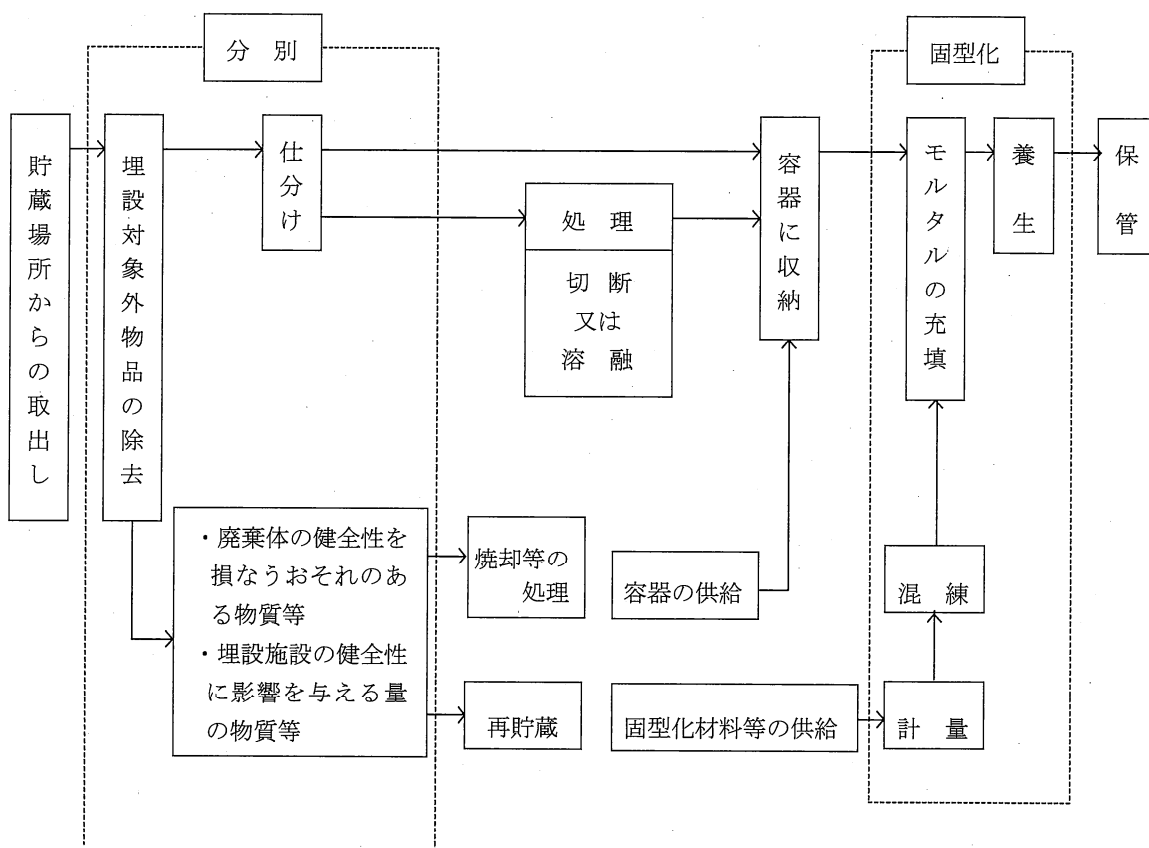 分別
固型化
貯蔵場所からの取出し
埋設対象外物品の除去
仕分け
処理
切断
又は
溶融
容器に収納
モルタルの充填
養生
保管
・廃棄体の健全性を
損なうおそれのあ
る物質等
・埋設施設の健全性
に影響を与える量
の物質等
焼却等の
処理
再貯蔵
容器の供給
固型化材料等の供給
混練
計量